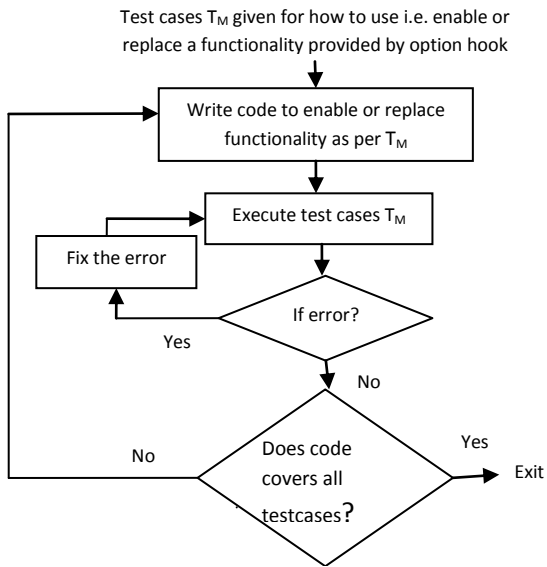 Test cases TM given for how to use i.e. enable or
replace a functionality provided by option hook
Write code to enable or replace
functionality as per TM
Execute test cases TM
Fix the error
If error?
Yes
No
Does code
covers all
testcases?
No
Yes
Exit